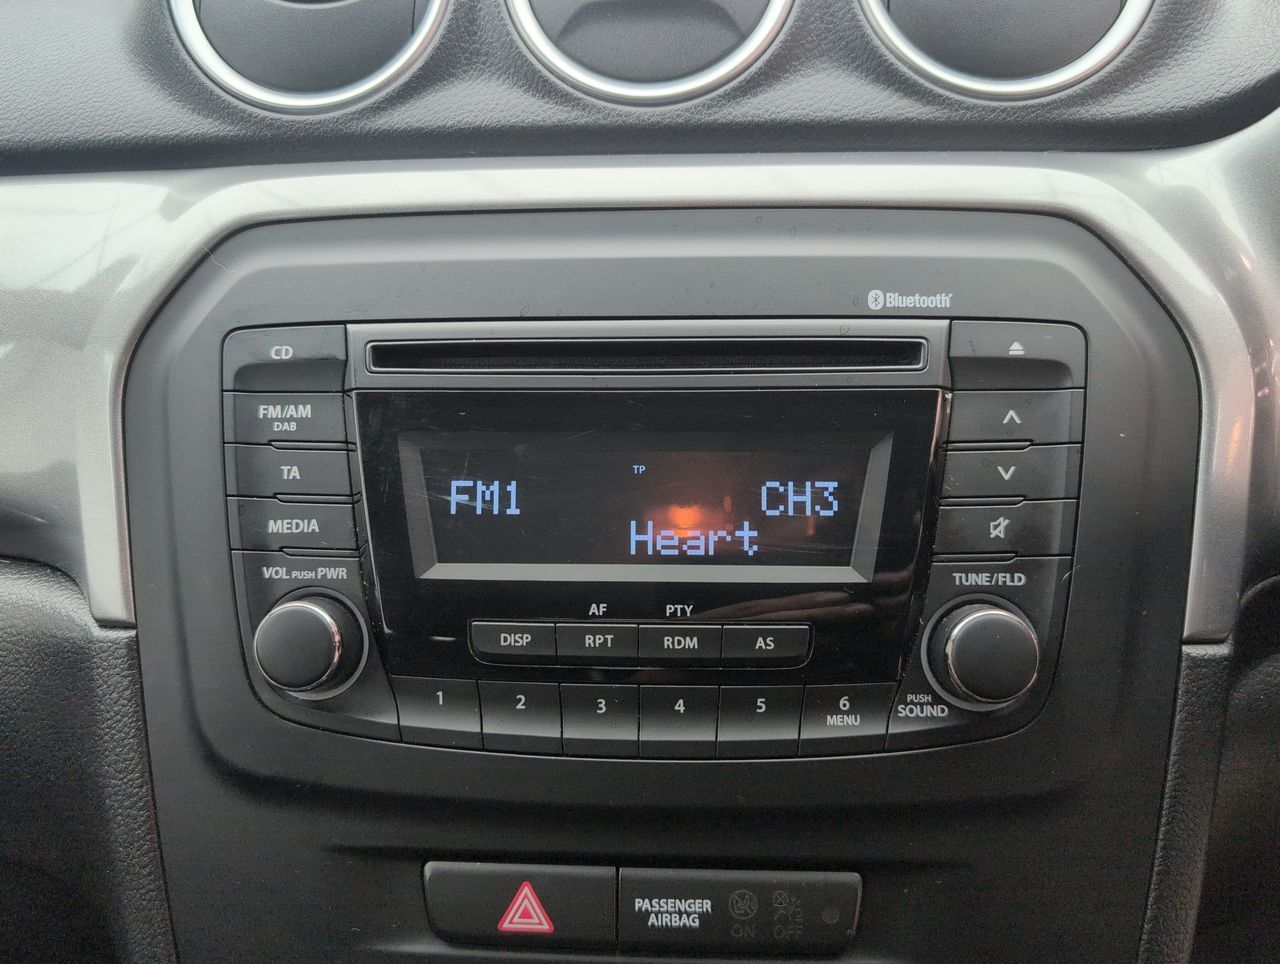 Bluetooth
CD
FM/AM
DAB
TA
MEDIA
VOL PUSH PWR
TP
FM1
CH3
Heart
TUNE/FLD
AF
PTY
DISP
RPT
RDM
AS
1
2
3
4
5
6
MENU
PUSH
SOUND
PASSENGER
AIRBAG
ON
OFF